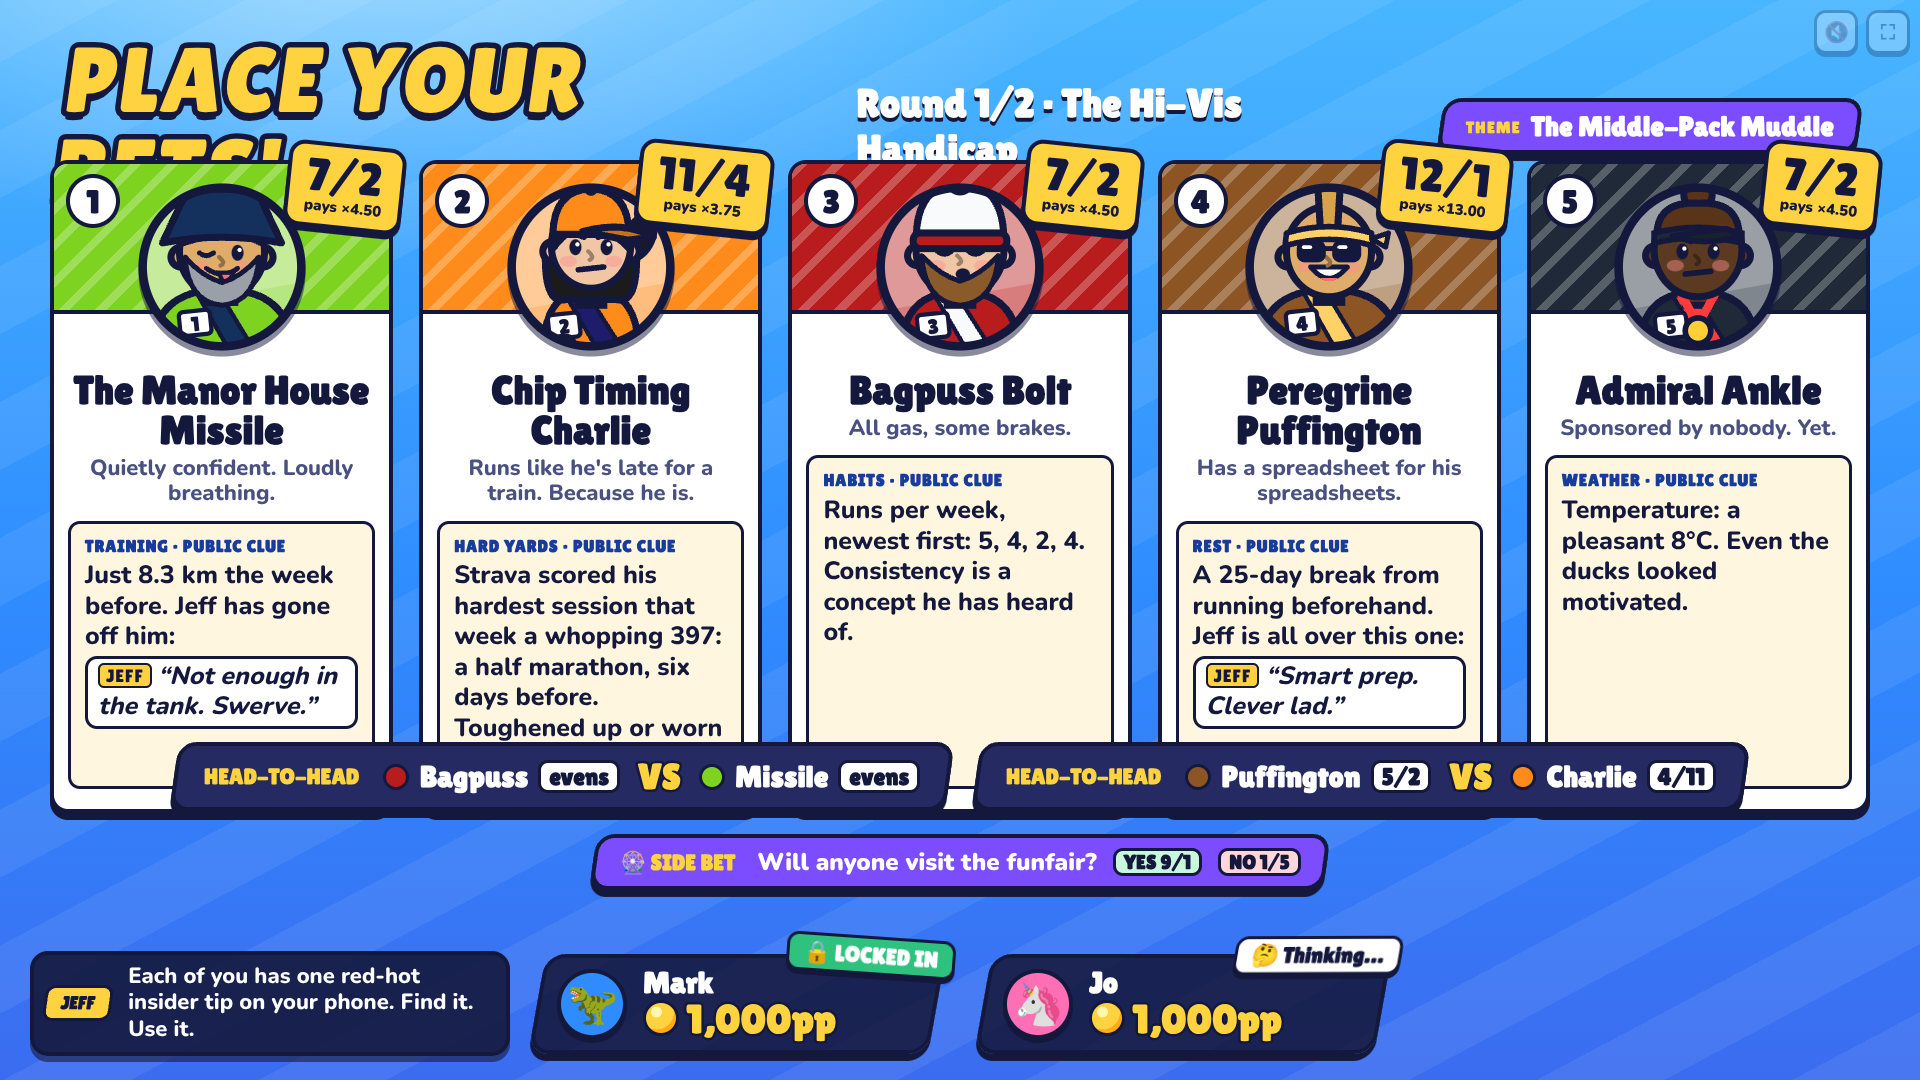 PLACE YOUR
BETS!
Round 1/2 · The Hi-Vis
Handicap
THEME The Middle-Pack Muddle
1
7/2
pays ×4.50
1
The Manor House
Missile
Quietly confident. Loudly
breathing.
TRAINING · PUBLIC CLUE
Just 8.3 km the week
before. Jeff has gone
off him:
JEFF “Not enough in
the tank. Swerve.”
2
11/4
pays ×3.75
2
Chip Timing
Charlie
Runs like he's late for a
train. Because he is.
HARD YARDS · PUBLIC CLUE
Strava scored his
hardest session that
week a whopping 397:
a half marathon, six
days before.
Toughened up or worn
3
7/2
pays ×4.50
3
Bagpuss Bolt
All gas, some brakes.
HABITS · PUBLIC CLUE
Runs per week,
newest first: 5, 4, 2, 4.
Consistency is a
concept he has heard
of.
4
12/1
pays ×13.00
4
Peregrine
Puffington
Has a spreadsheet for his
spreadsheets.
REST · PUBLIC CLUE
A 25-day break from
running beforehand.
Jeff is all over this one:
JEFF “Smart prep.
Clever lad.”
5
7/2
pays ×4.50
5
Admiral Ankle
Sponsored by nobody. Yet.
WEATHER · PUBLIC CLUE
Temperature: a
pleasant 8°C. Even the
ducks looked
motivated.
HEAD-TO-HEAD Bagpuss evens VS Missile evens
HEAD-TO-HEAD Puffington 5/2 VS Charlie 4/11
SIDE BET Will anyone visit the funfair? YES 9/1 NO 1/5
JEFF
Each of you has one red-hot
insider tip on your phone. Find it.
Use it.
LOCKED IN
Mark
1,000pp
Thinking...
Jo
1,000pp